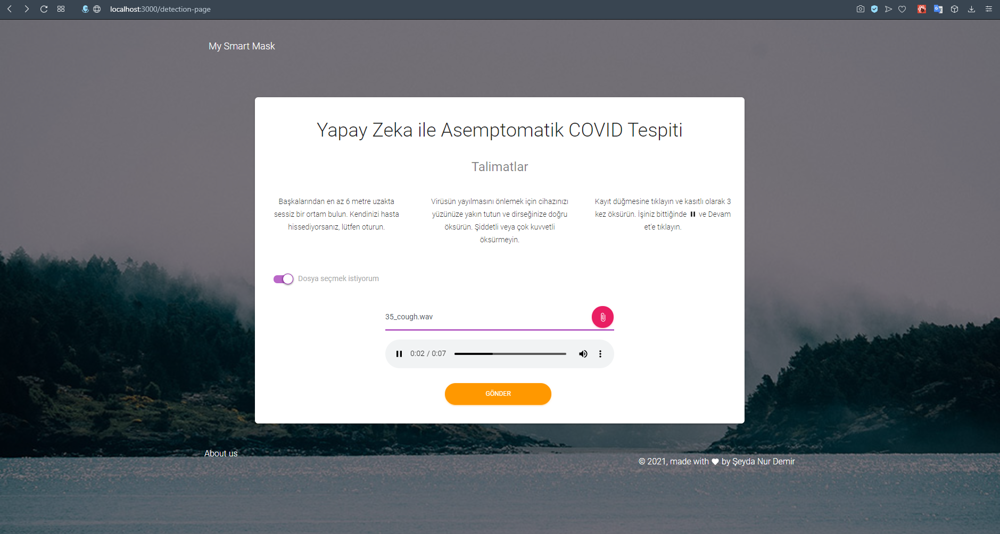 localhost:3000/detection-page
My Smart Mask
Yapay Zeka ile Asemptomatik COVID Tespiti
Talimatlar
Başkalarından en az 6 metre uzakta
sessiz bir ortam bulun. Kendinizi hasta
hissediyorsanız, lütfen oturun.
Virüsün yayılmasını önlemek için cihazınızı
yüzünüze yakın tutun ve dirseğinize doğru
öksürün. Şiddetli veya çok kuvvetli
öksürmeyin.
Kayıt düğmesine tıklayın ve kasıtlı olarak 3
kez öksürün. İşiniz bittiğinde ⏸ ve Devam
et'e tıklayın.
Dosya seçmek istiyorum
35_cough.wav
0:02 / 0:07
GÖNDER
About us
© 2021, made with ♥ by Şeyda Nur Demir